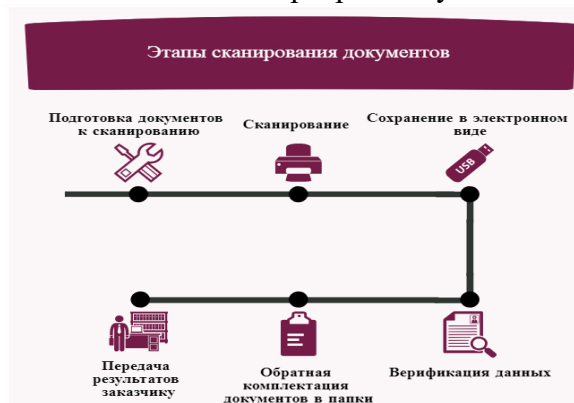 Этапы сканирования документов
Подготовка документов
к сканированию
Сканирование
Сохранение в электронном
виде
USB
Верификация данных
Обратная
комплектация
документов в папки
Передача
результатов
заказчику